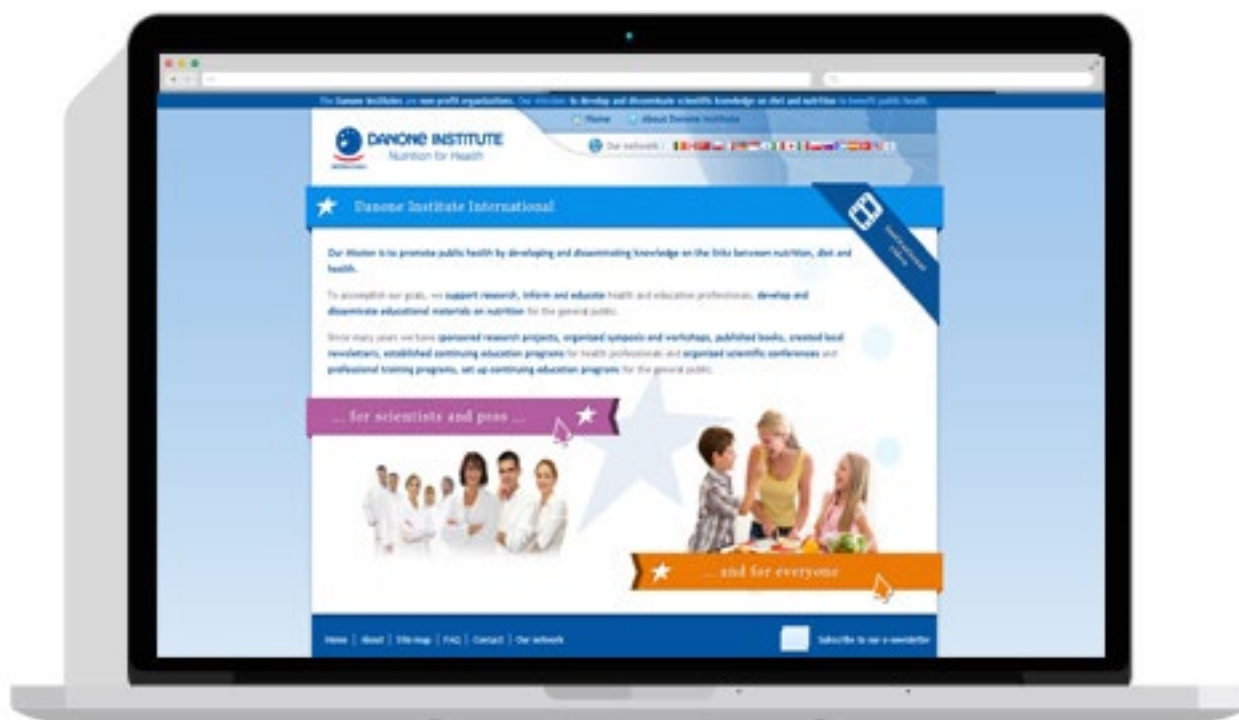 The Danone Institutes are non profit organizations. Our mission: to develop and disseminate scientific knowledge on diet and nutrition to benefit public health.
Home About Danone Institute
DANONE INSTITUTE
Nutrition for Health
Our network :
Danone Institute International
Institutional
video
Our Mission is to promote public health by developing and disseminating knowledge on the links between nutrition, diet and
health.
To accomplish our goals, we support research, inform and educate health and education professionals, develop and
disseminate educational materials on nutrition for the general public.
Since many years we have sponsored research projects, organized symposia and workshops, published books, created local
newsletters, established continuing education programs for health professionals and organized scientific conferences and
professional training programs, set up continuing education programs for the general public.
... for scientists and pros ...
... and for everyone
Home | About | Site map | FAQ | Contact | Our network
Subscribe to our e-newsletter